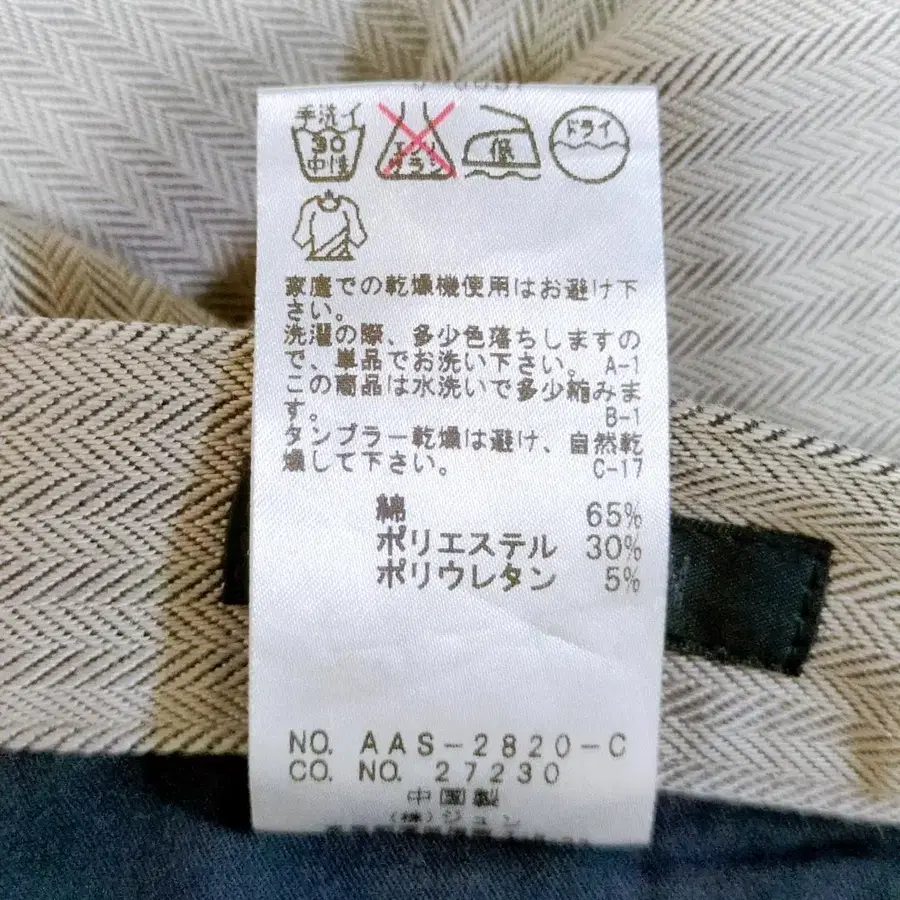 手洗イ
30
中性
エンソ
サラシ
低
ドライ
家庭での乾燥機使用はお避け下
さい。
洗濯の際、多少色落ちしますの
で、単品でお洗い下さい。 A-1
この商品は水洗いで多少縮みま
す。 B-1
タンブラー乾燥は避け、自然乾
燥して下さい。 C-17
綿 65%
ポリエステル 30%
ポリウレタン 5%
NO. AAS-2820-C
CO. NO. 27230
中国製
(株)ジュン